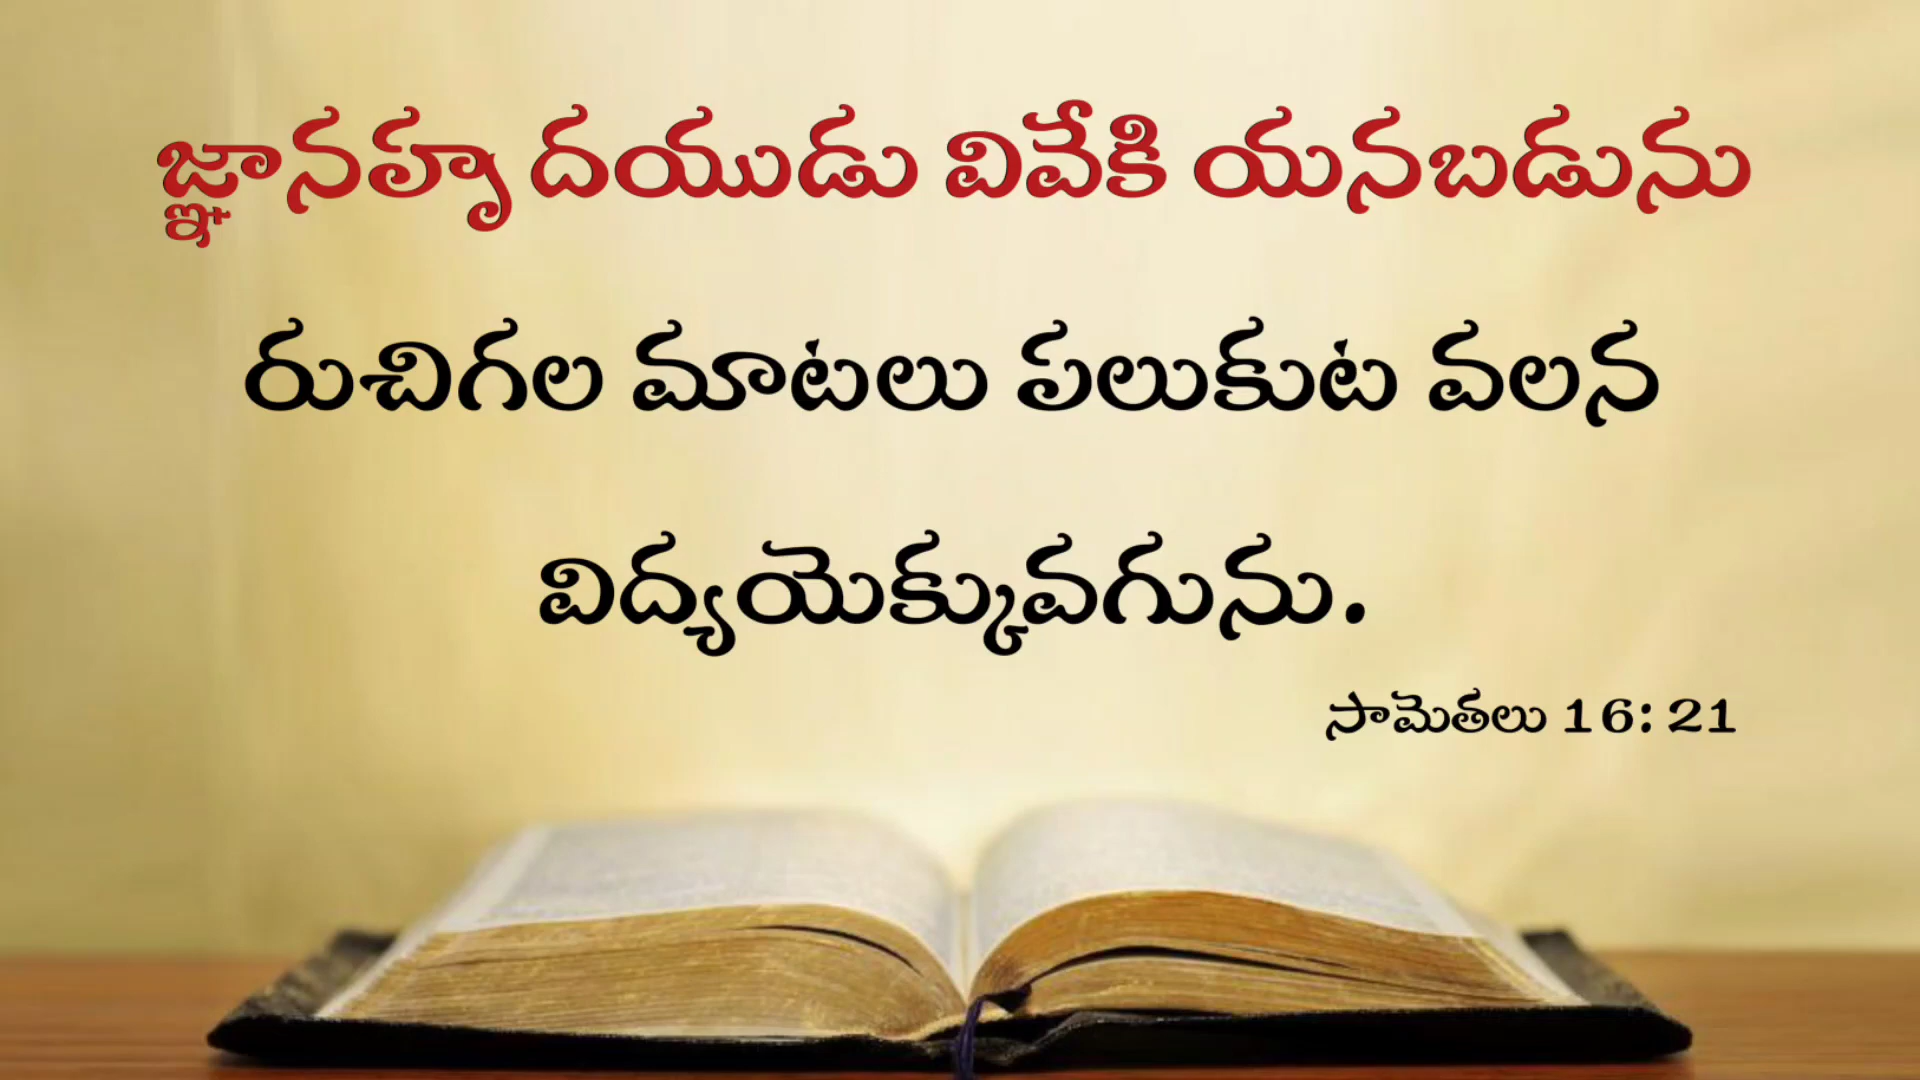 జ్ఞానహృ దయుడు వివేకి యనబడును
రుచిగల మాటలు పలుకుట వలన
విద్యయెక్కువగును.
సామెతలు 16: 21